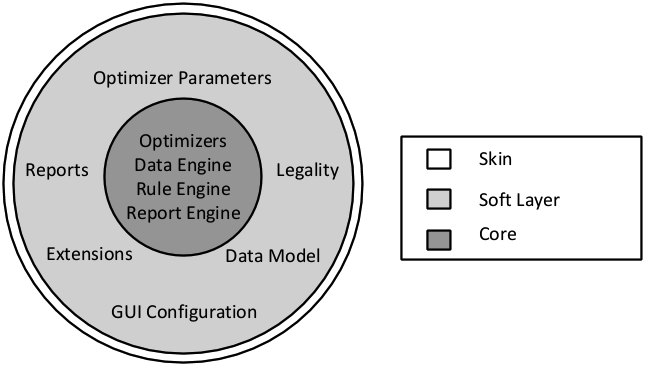 Optimizer Parameters
Optimizers
Data Engine
Rule Engine
Report Engine
Reports
Legality
Extensions
Data Model
GUI Configuration
Skin
Soft Layer
Core